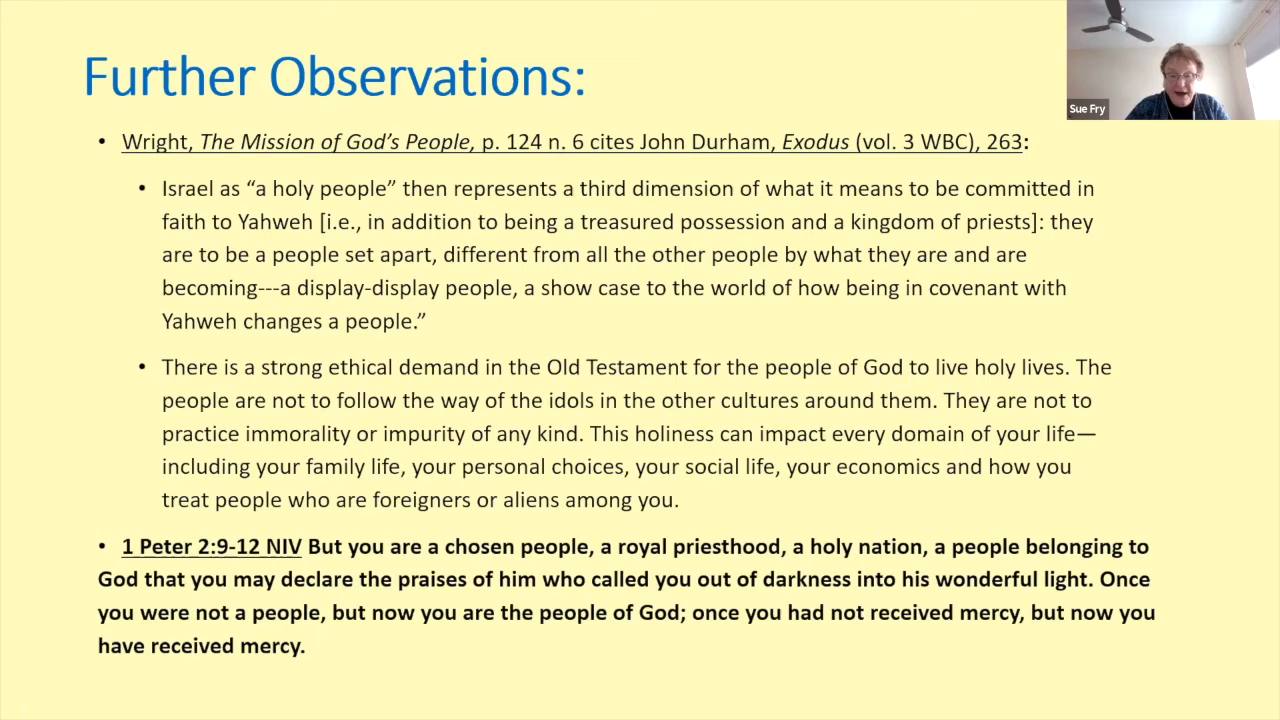 Further Observations:
Sue Fry
• Wright, The Mission of God's People, p. 124 n. 6 cites John Durham, Exodus (vol. 3 WBC), 263:
• Israel as “a holy people” then represents a third dimension of what it means to be committed in
faith to Yahweh [i.e., in addition to being a treasured possession and a kingdom of priests]: they
are to be a people set apart, different from all the other people by what they are and are
becoming---a display-display people, a show case to the world of how being in covenant with
Yahweh changes a people.”
• There is a strong ethical demand in the Old Testament for the people of God to live holy lives. The
people are not to follow the way of the idols in the other cultures around them. They are not to
practice immorality or impurity of any kind. This holiness can impact every domain of your life—
including your family life, your personal choices, your social life, your economics and how you
treat people who are foreigners or aliens among you.
• 1 Peter 2:9-12 NIV But you are a chosen people, a royal priesthood, a holy nation, a people belonging to
God that you may declare the praises of him who called you out of darkness into his wonderful light. Once
you were not a people, but now you are the people of God; once you had not received mercy, but now you
have received mercy.